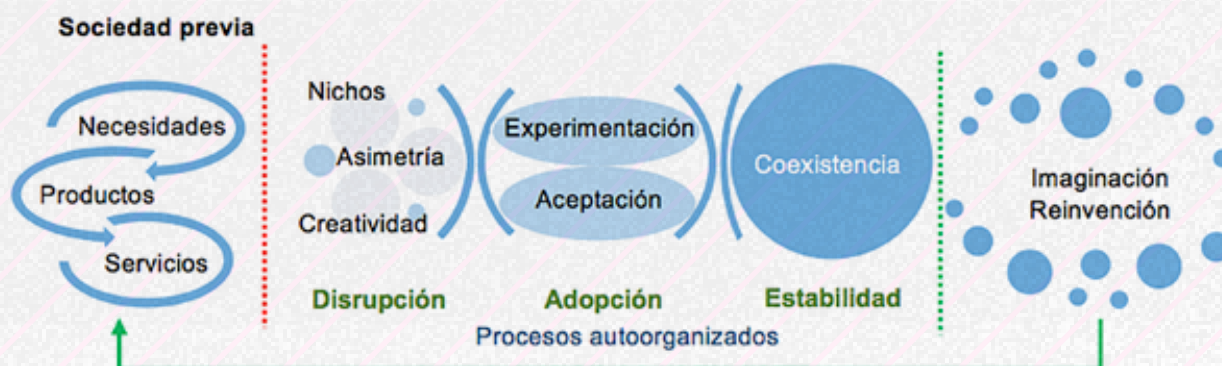 Sociedad previa
Necesidades
Productos
Servicios
Nichos
Asimetría
Creatividad
Disrupción
Experimentación
Aceptación
Adopción
Coexistencia
Estabilidad
Procesos autoorganizados
Imaginación
Reinvención